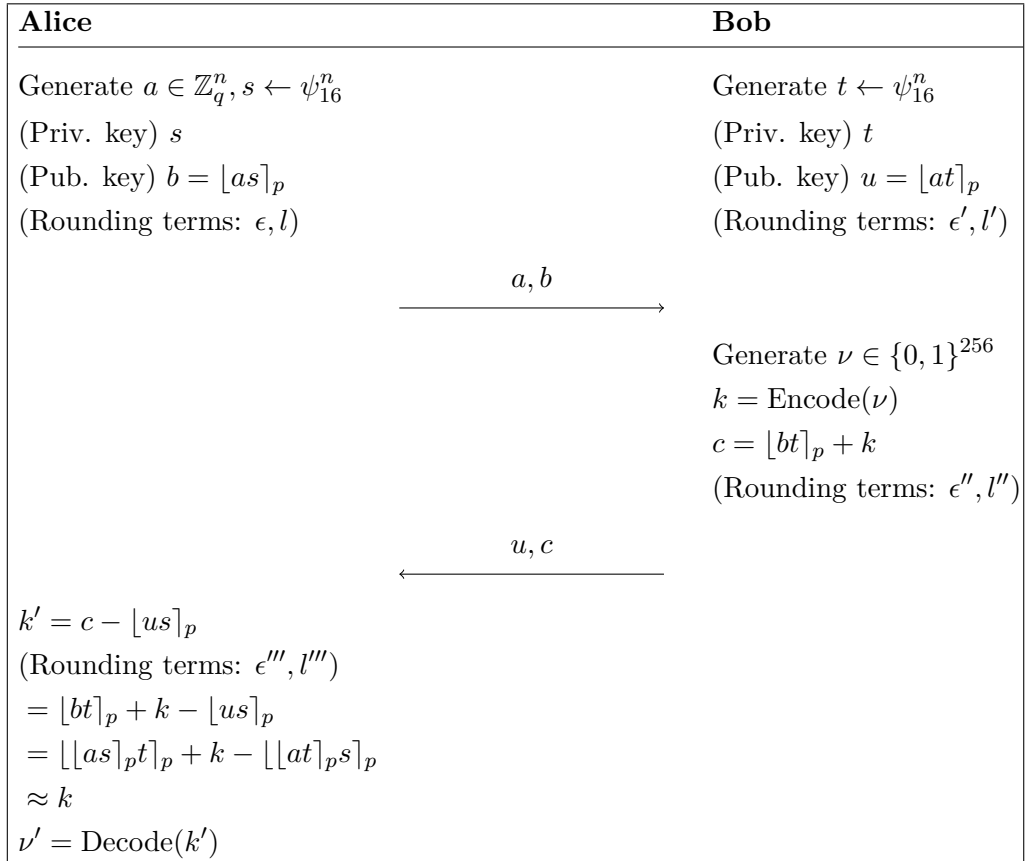 Alice
Bob
Generate a ∈ ℤ_q^n, s ← ψ_16^n
(Priv. key) s
(Pub. key) b = ⌊as⌉_p
(Rounding terms: ϵ, l)
Generate t ← ψ_16^n
(Priv. key) t
(Pub. key) u = ⌊at⌉_p
(Rounding terms: ϵ′, l′)
a, b
Generate ν ∈ {0, 1}^256
k = Encode(ν)
c = ⌊bt⌉_p + k
(Rounding terms: ϵ″, l″)
u, c
k′ = c − ⌊us⌉_p
(Rounding terms: ϵ‴, l‴)
= ⌊bt⌉_p + k − ⌊us⌉_p
= ⌊⌊as⌉_p t⌉_p + k − ⌊⌊at⌉_p s⌉_p
≈ k
ν′ = Decode(k′)